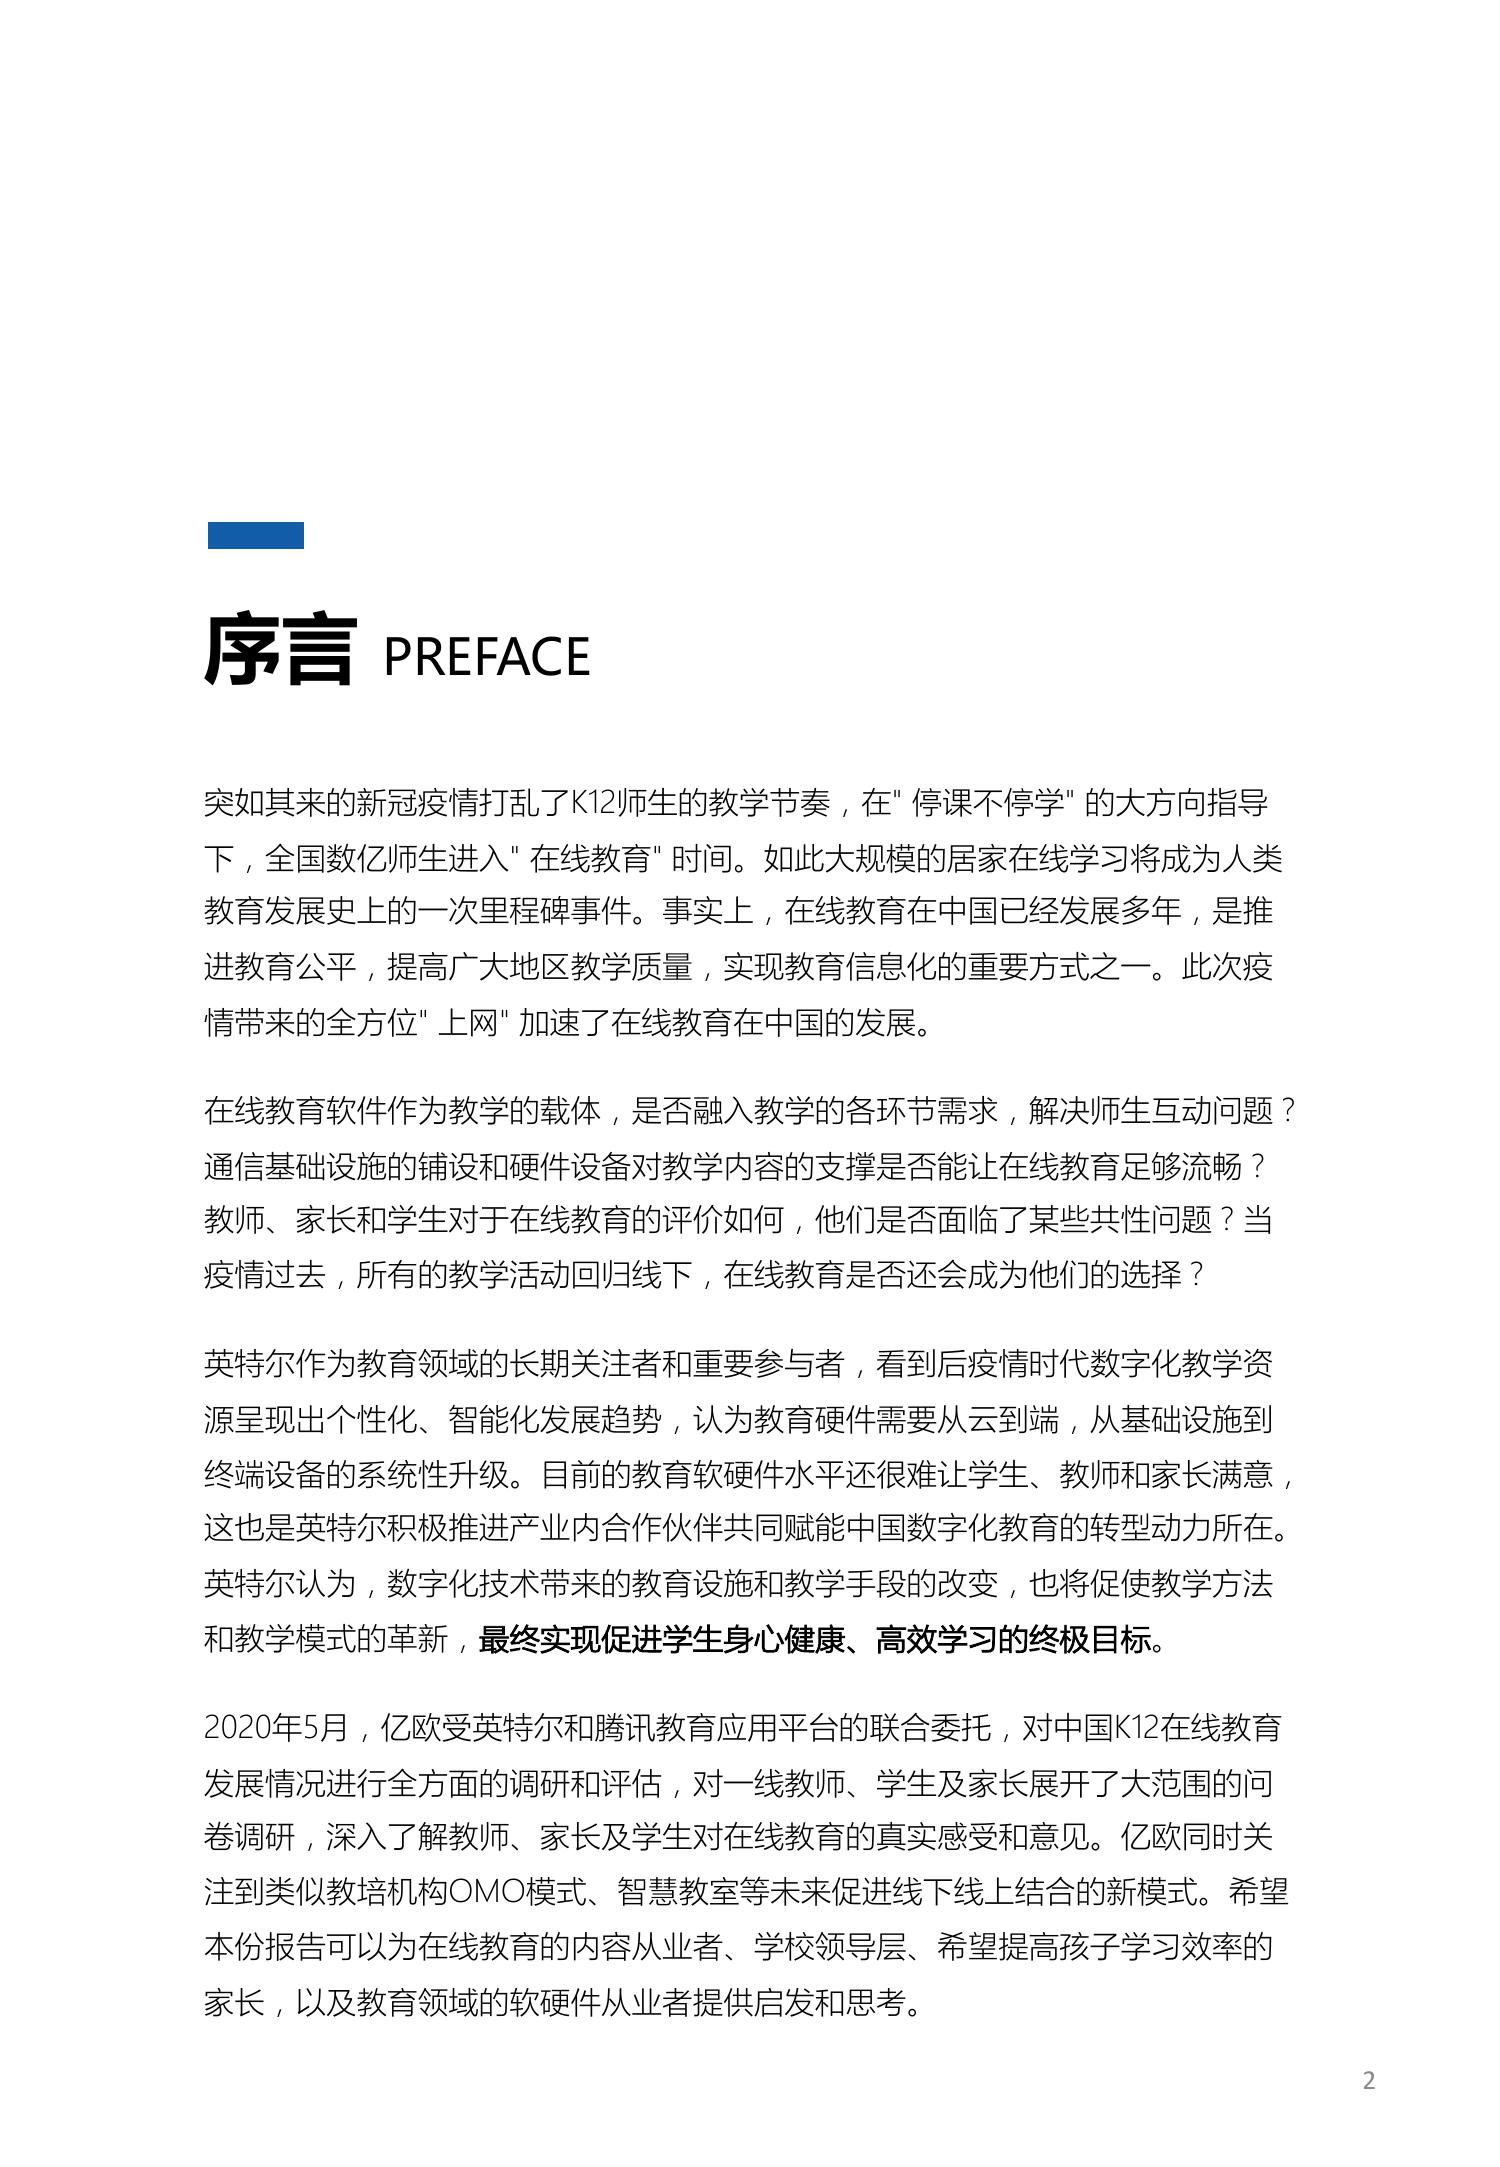 序言 PREFACE
突如其来的新冠疫情打乱了K12师生的教学节奏，在"停课不停学"的大方向指导
下，全国数亿师生进入"在线教育"时间。如此大规模的居家在线学习将成为人类
教育发展史上的一次里程碑事件。事实上，在线教育在中国已经发展多年，是推
进教育公平，提高广大地区教学质量，实现教育信息化的重要方式之一。此次疫
情带来的全方位"上网"加速了在线教育在中国的发展。
在线教育软件作为教学的载体，是否融入教学的各环节需求，解决师生互动问题？
通信基础设施的铺设和硬件设备对教学内容的支撑是否能让在线教育足够流畅？
教师、家长和学生对于在线教育的评价如何，他们是否面临了某些共性问题？当
疫情过去，所有的教学活动回归线下，在线教育是否还会成为他们的选择？
英特尔作为教育领域的长期关注者和重要参与者，看到后疫情时代数字化教学资
源呈现出个性化、智能化发展趋势，认为教育硬件需要从云到端，从基础设施到
终端设备的系统性升级。目前的教育软硬件水平还很难让学生、教师和家长满意，
这也是英特尔积极推进产业内合作伙伴共同赋能中国数字化教育的转型动力所在。
英特尔认为，数字化技术带来的教育设施和教学手段的改变，也将促使教学方法
和教学模式的革新，最终实现促进学生身心健康、高效学习的终极目标。
2020年5月，亿欧受英特尔和腾讯教育应用平台的联合委托，对中国K12在线教育
发展情况进行全方面的调研和评估，对一线教师、学生及家长展开了大范围的问
卷调研，深入了解教师、家长及学生对在线教育的真实感受和意见。亿欧同时关
注到类似教培机构OMO模式、智慧教室等未来促进线下线上结合的新模式。希望
本份报告可以为在线教育的内容从业者、学校领导层、希望提高孩子学习效率的
家长，以及教育领域的软硬件从业者提供启发和思考。
2